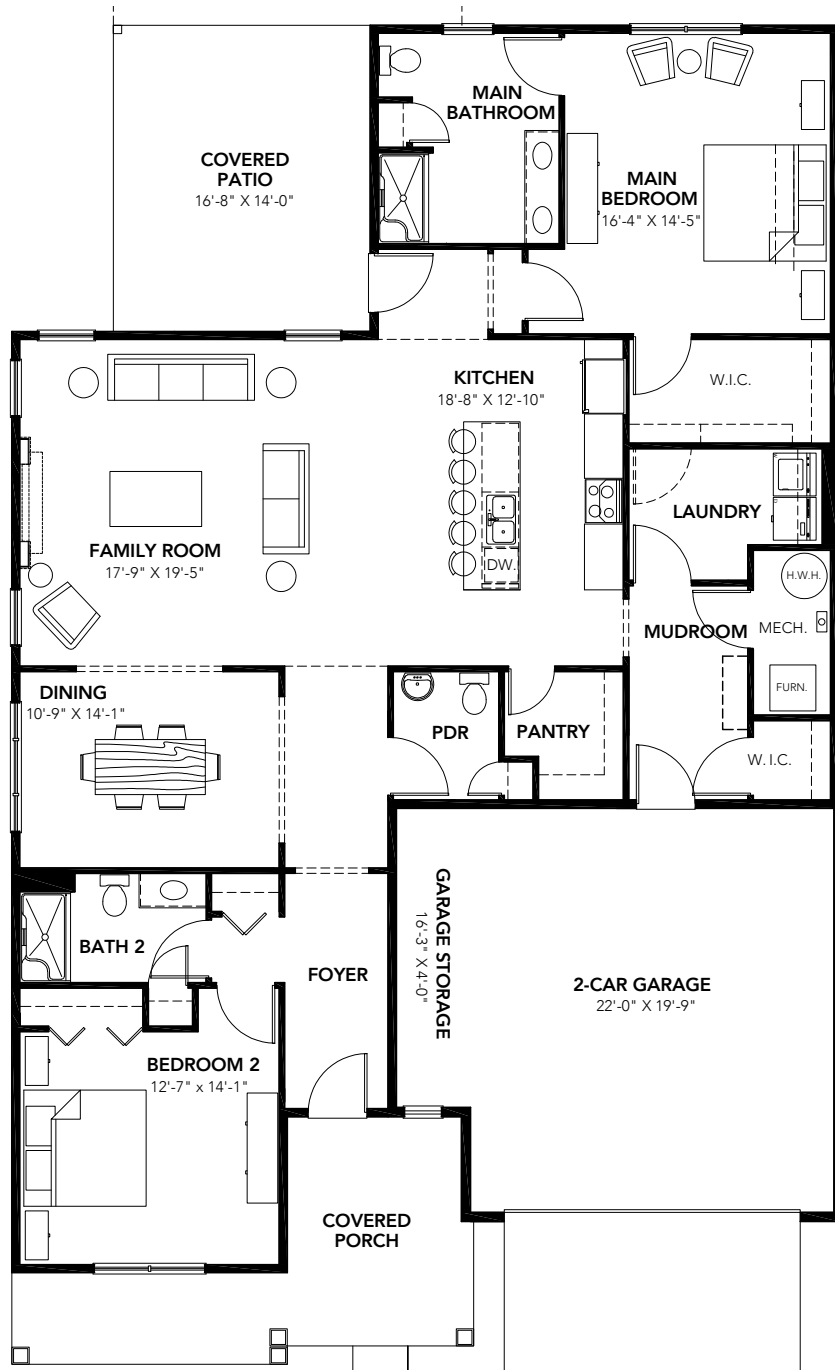 MAIN
BATHROOM
COVERED
PATIO
16'-8" X 14'-0"
MAIN
BEDROOM
16'-4" X 14'-5"
KITCHEN
18'-8" X 12'-10"
W.I.C.
LAUNDRY
FAMILY ROOM
17'-9" X 19'-5"
DW.
H.W.H.
MUDROOM
MECH.
FURN.
DINING
10'-9" X 14'-1"
PDR
PANTRY
W.I.C.
BATH 2
FOYER
GARAGE STORAGE
16'-3" X 4'-0"
2-CAR GARAGE
22'-0" X 19'-9"
BEDROOM 2
12'-7" x 14'-1"
COVERED
PORCH